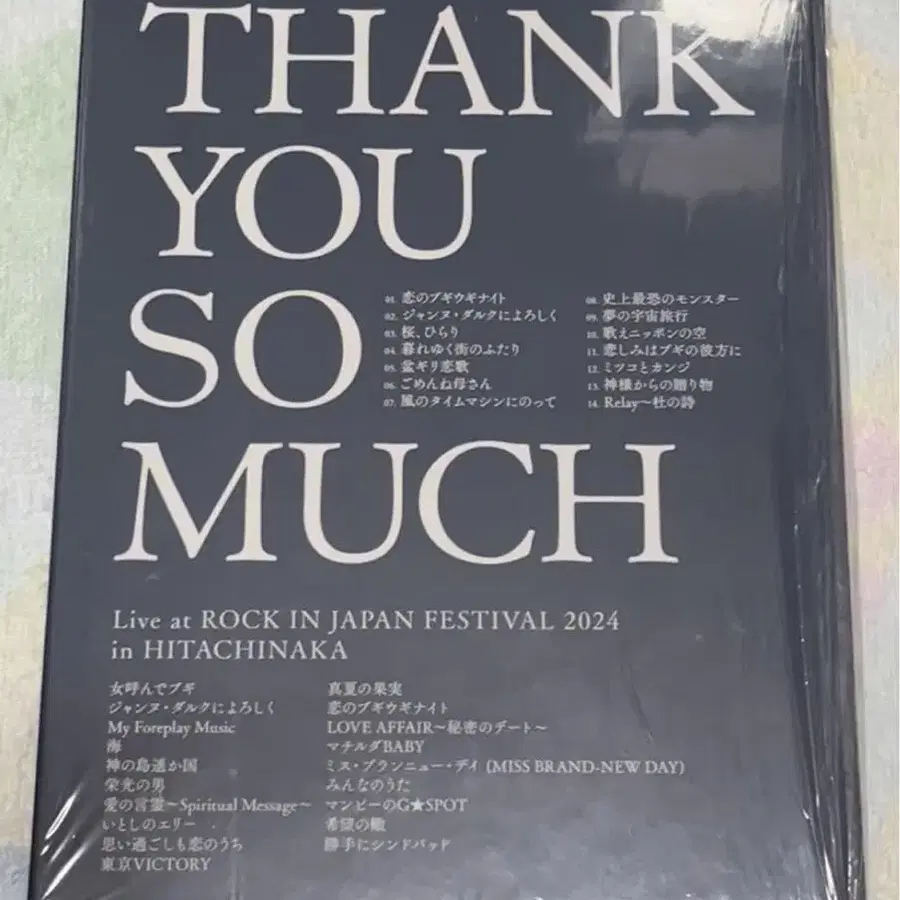 THANK
YOU
SO
MUCH
01. 恋のブギウギナイト
02. ジャンヌ・ダルクによろしく
03. 桜、ひらり
04. 暮れゆく街のふたり
05. 盆ギリ恋歌
06. ごめんね母さん
07. 風のタイムマシンにのって
08. 史上最恐のモンスター
09. 夢の宇宙旅行
10. 歌えニッポンの空
11. 悲しみはブギの彼方に
12. ミツコとカンジ
13. 神様からの贈り物
14. Relay〜杜の詩
Live at ROCK IN JAPAN FESTIVAL 2024
in HITACHINAKA
女呼んでブギ
ジャンヌ・ダルクによろしく
My Foreplay Music
海
神の島遥か国
栄光の男
愛の言霊〜Spiritual Message〜
いとしのエリー
思い過ごしも恋のうち
東京VICTORY
真夏の果実
恋のブギウギナイト
LOVE AFFAIR〜秘密のデート〜
マチルダBABY
ミス・ブランニュー・デイ (MISS BRAND-NEW DAY)
みんなのうた
マンピーのG★SPOT
希望の轍
勝手にシンドバッド